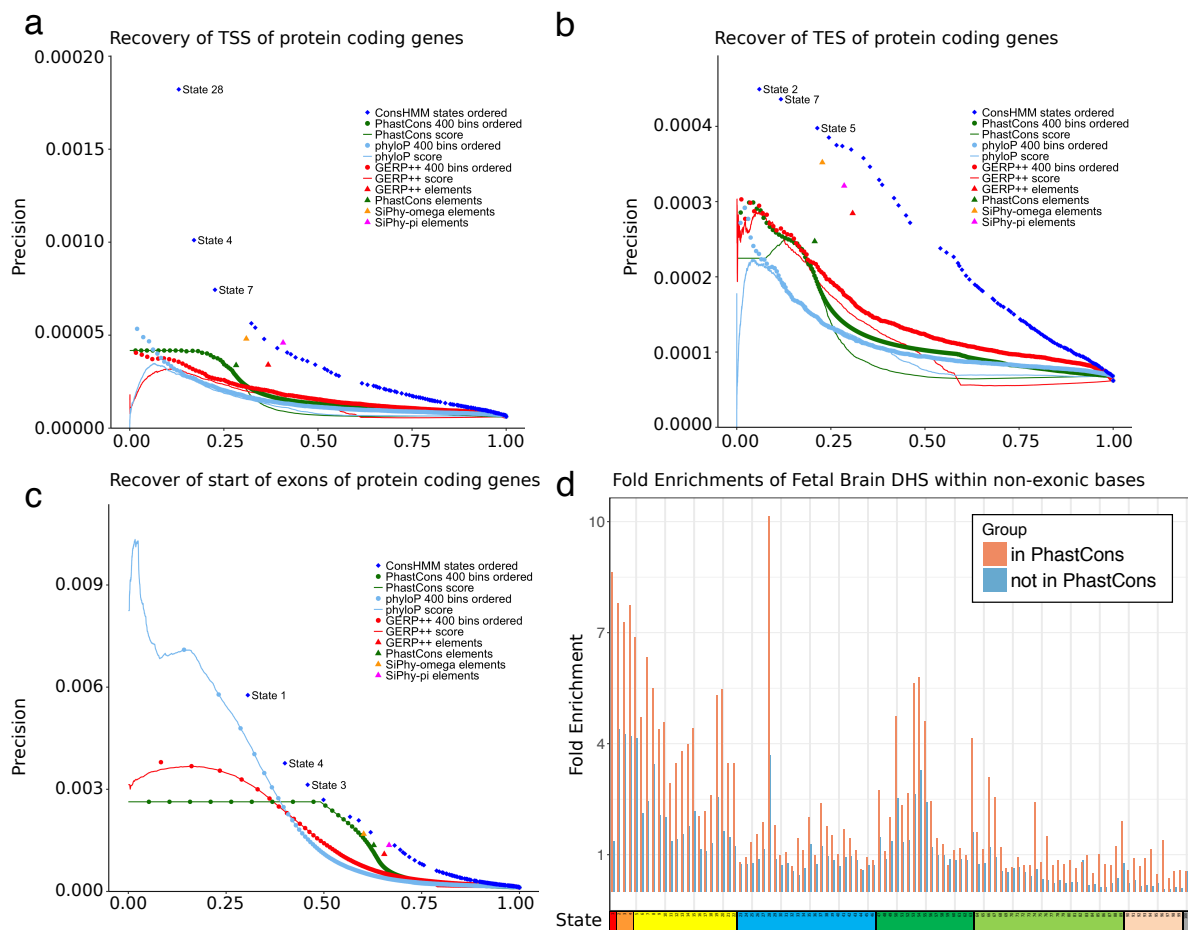 a
Recovery of TSS of protein coding genes
0.00020
0.0015
0.0010
0.00005
0.00000
Precision
State 28
State 4
State 7
ConsHMM states ordered
PhastCons 400 bins ordered
PhastCons score
phyloP 400 bins ordered
phyloP score
GERP++ 400 bins ordered
GERP++ score
GERP++ elements
PhastCons elements
SiPhy-omega elements
SiPhy-pi elements
0.00
0.25
0.50
0.75
1.00
b
Recover of TES of protein coding genes
0.0004
0.0003
0.0002
0.0001
0.0000
Precision
State 2
State 7
State 5
ConsHMM states ordered
PhastCons 400 bins ordered
PhastCons score
phyloP 400 bins ordered
phyloP score
GERP++ 400 bins ordered
GERP++ score
GERP++ elements
PhastCons elements
SiPhy-omega elements
SiPhy-pi elements
0.00
0.25
0.50
0.75
1.00
c
Recover of start of exons of protein coding genes
0.009
0.006
0.003
0.000
Precision
State 1
State 4
State 3
ConsHMM states ordered
PhastCons 400 bins ordered
PhastCons score
phyloP 400 bins ordered
phyloP score
GERP++ 400 bins ordered
GERP++ score
GERP++ elements
PhastCons elements
SiPhy-omega elements
SiPhy-pi elements
0.00
0.25
0.50
0.75
1.00
d
Fold Enrichments of Fetal Brain DHS within non-exonic bases
10
7
4
1
Fold Enrichment
Group
in PhastCons
not in PhastCons
State